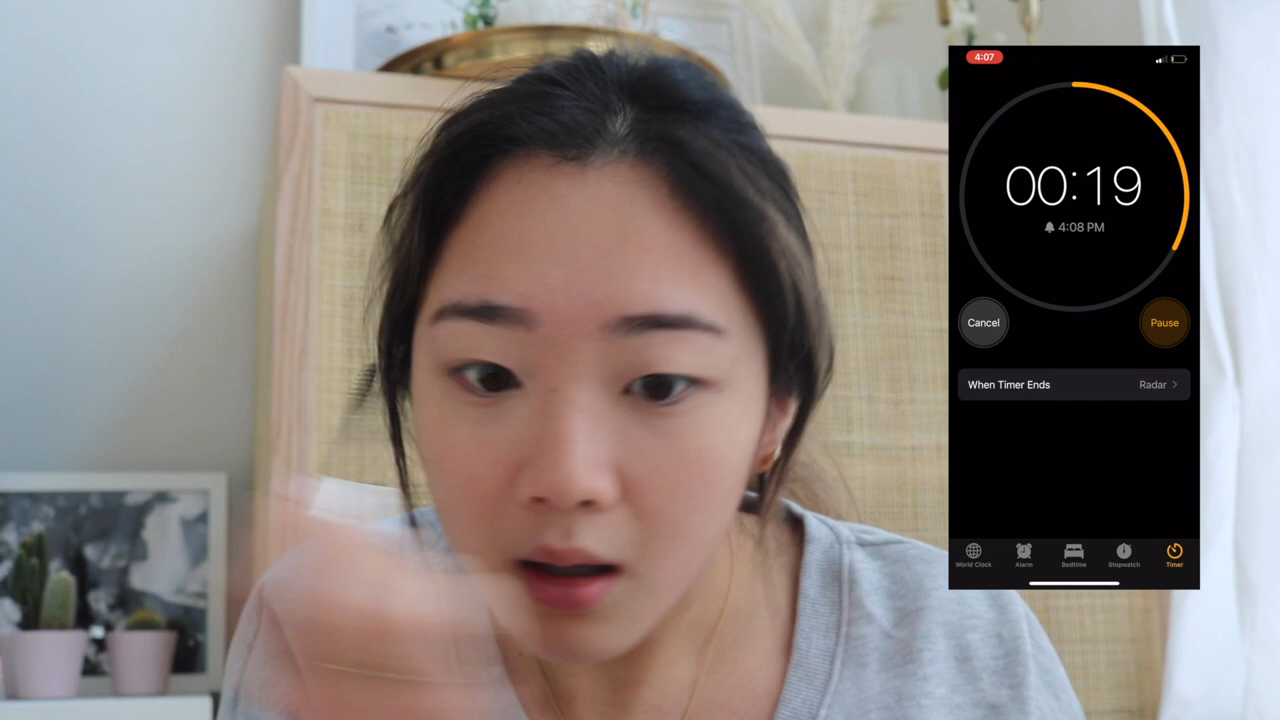 4:07
00:19
4:08 PM
Cancel
Pause
When Timer Ends
Radar
World Clock
Alarm
Bedtime
Stopwatch
Timer